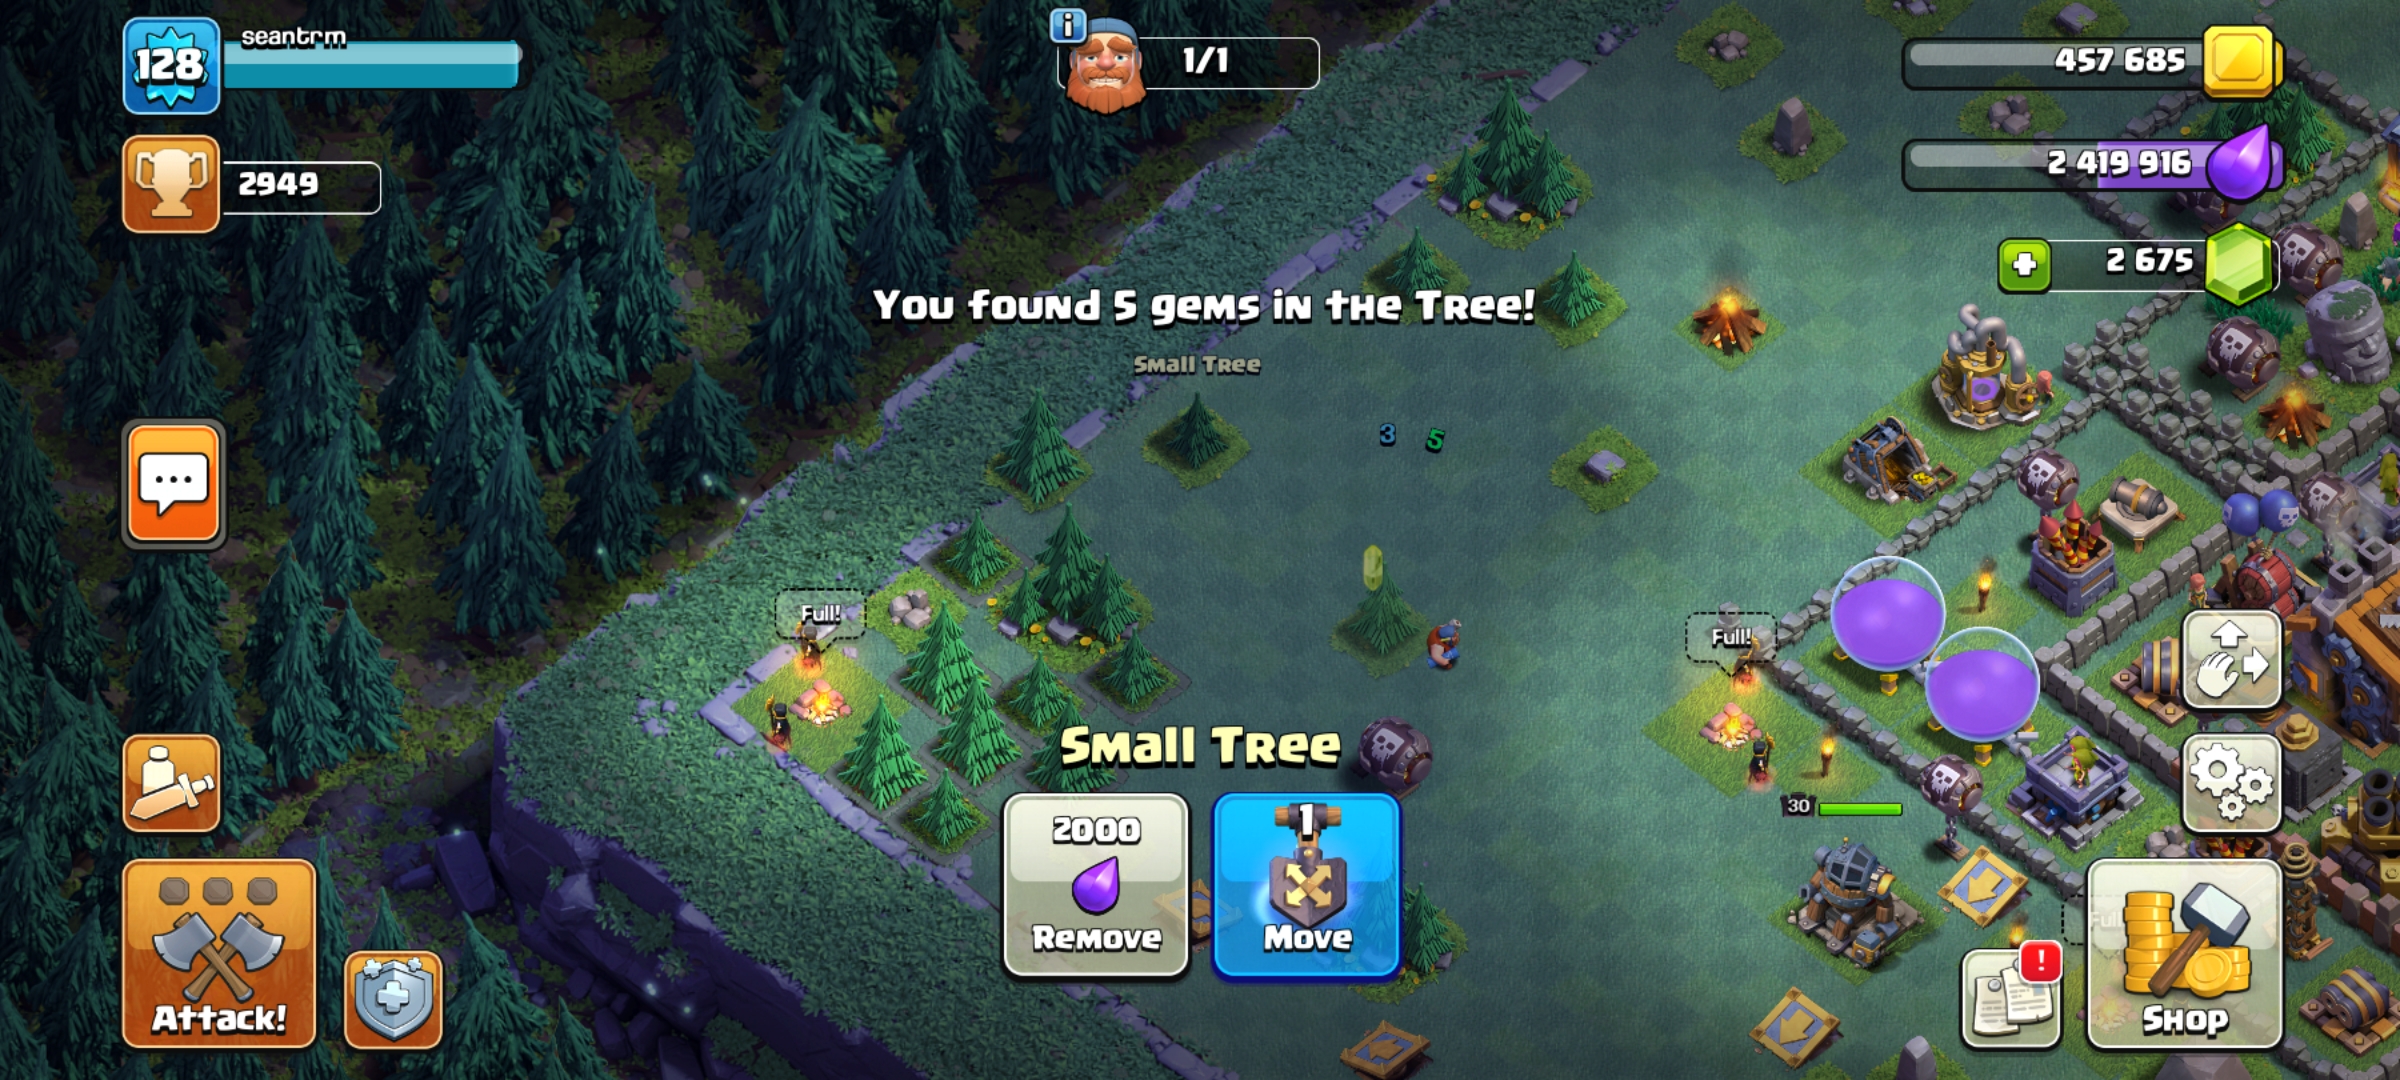 128
seantrm
1/1
457 685
2949
2 419 916
2 675
You found 5 gems in the Tree!
Small Tree
3
5
Full!
Full!
Small Tree
30
2000
Remove
1
Move
!
Attack!
Shop